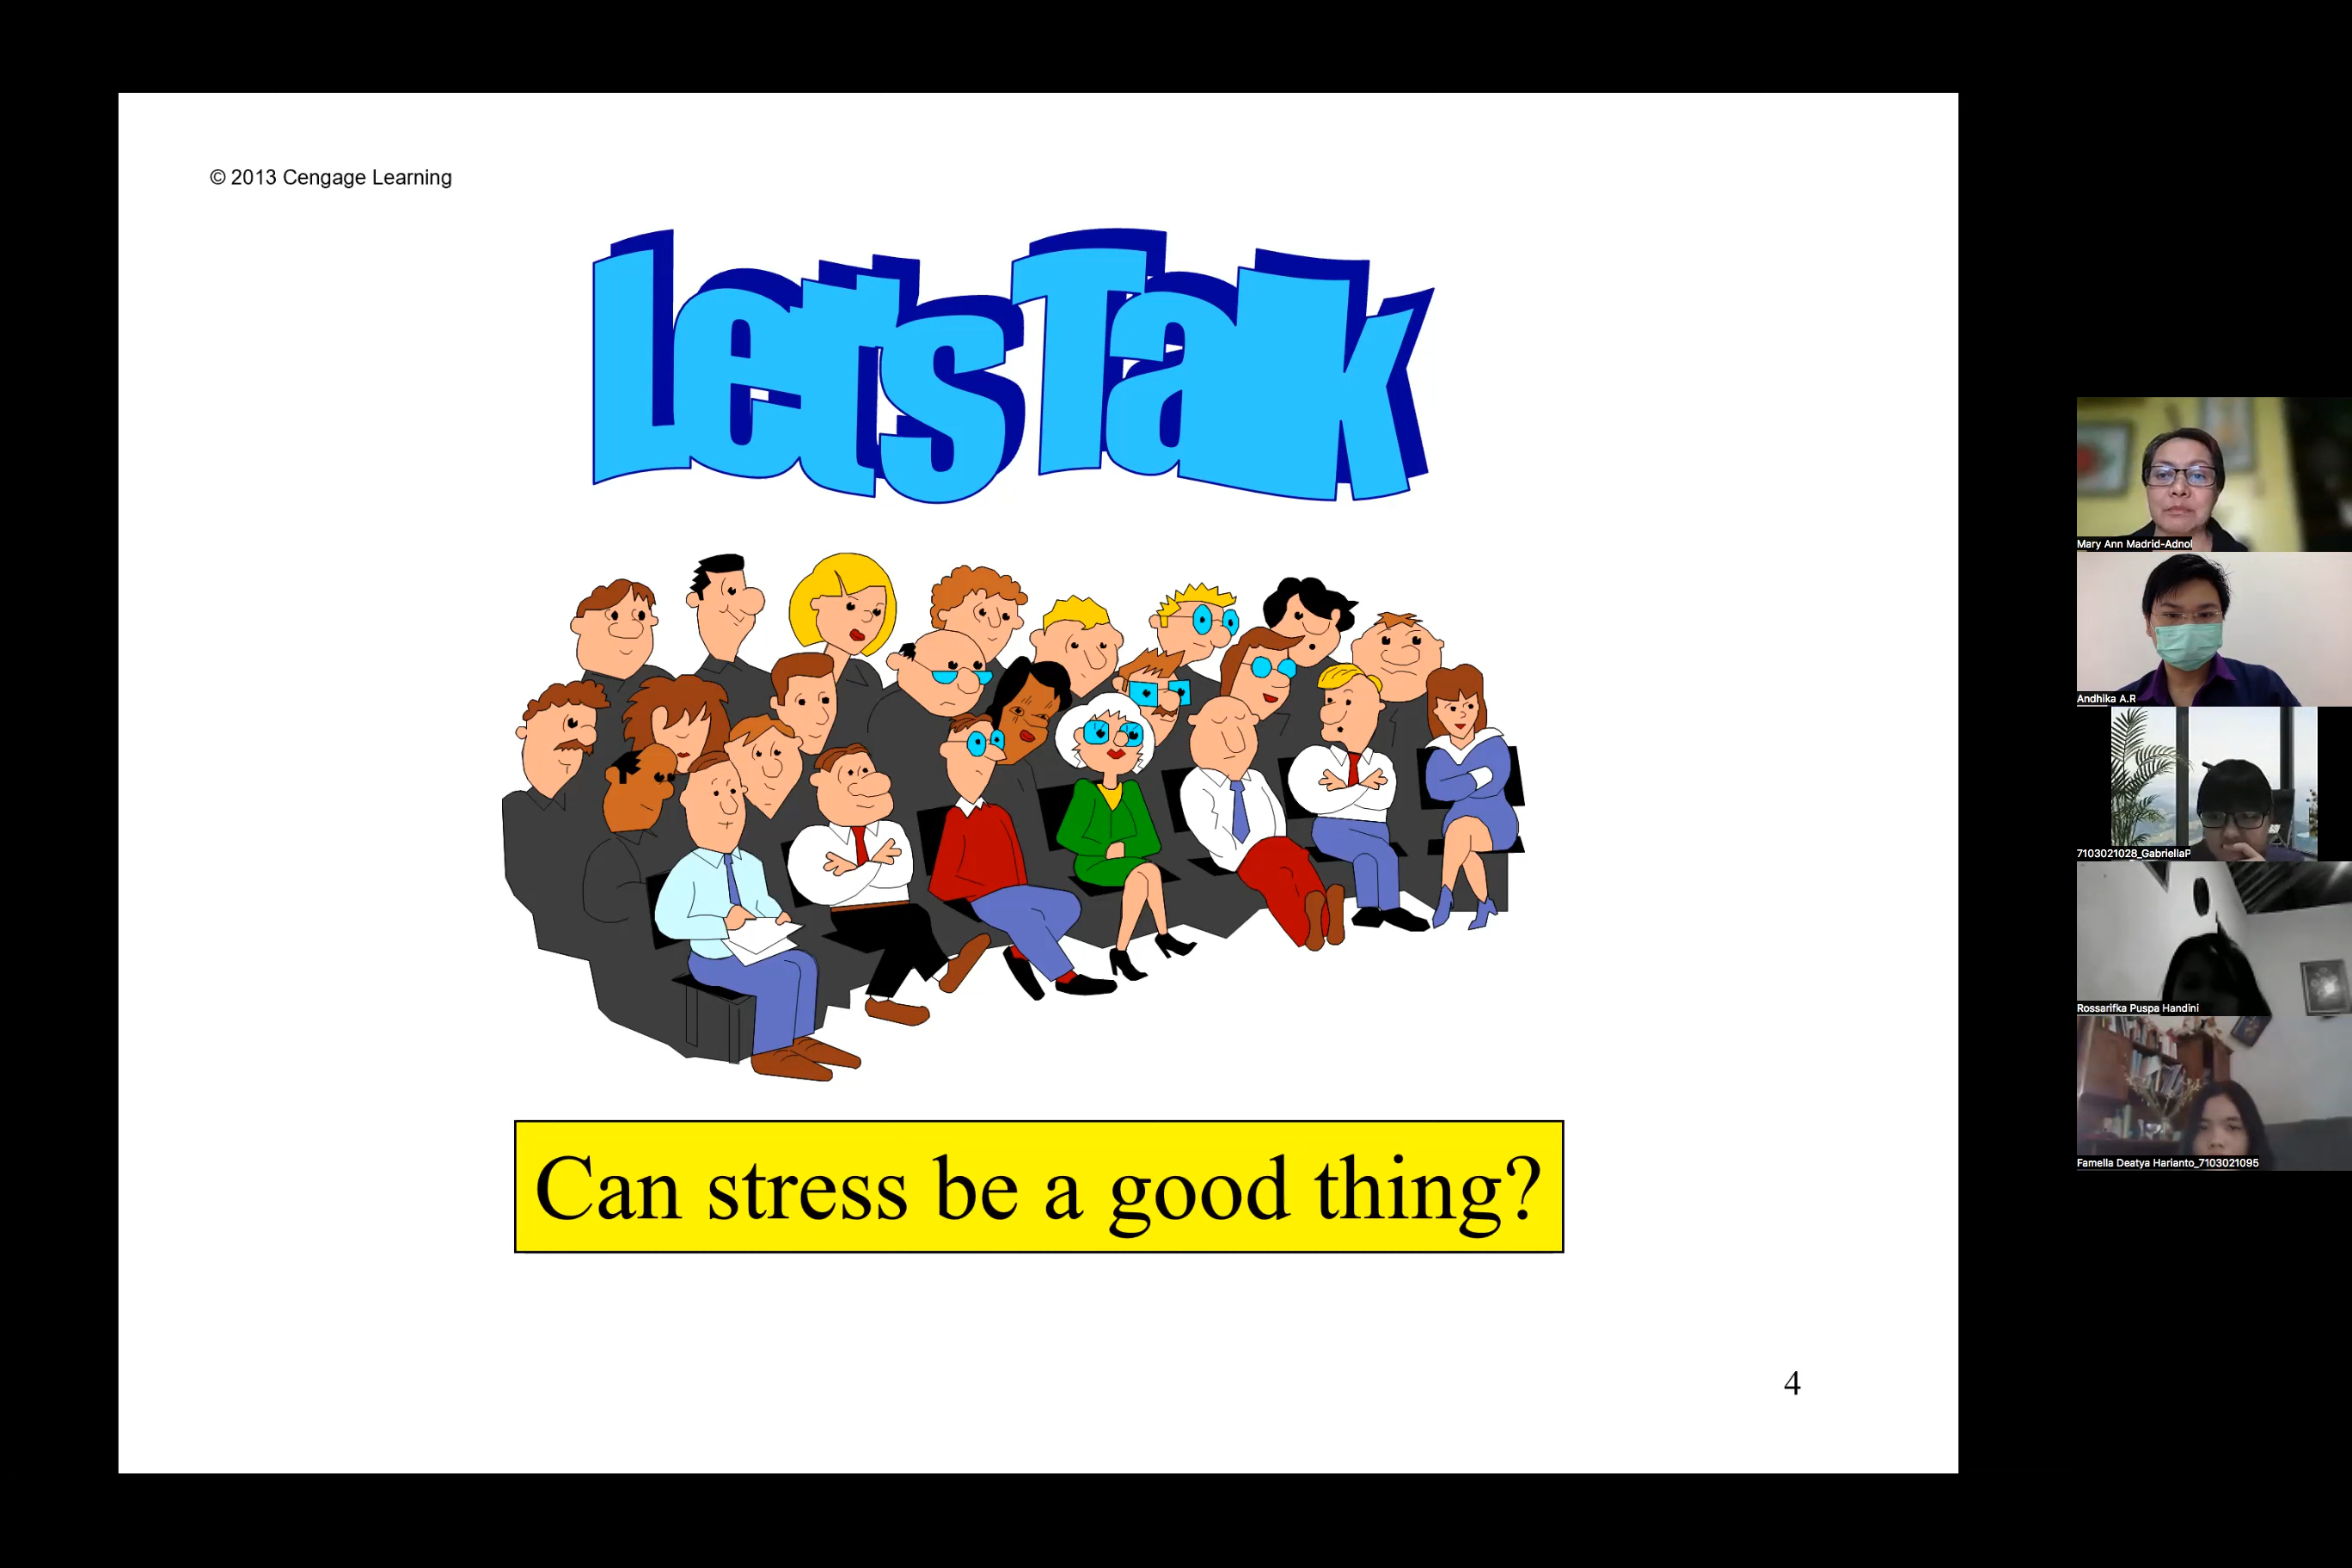 © 2013 Cengage Learning
Let's Talk
Can stress be a good thing?
4
Mary Ann Madrid-Adnol
Andhika A.R
7103021028_GabriellaP
Rossarifka Puspa Handini
Famella Deatya Harianto_7103021095